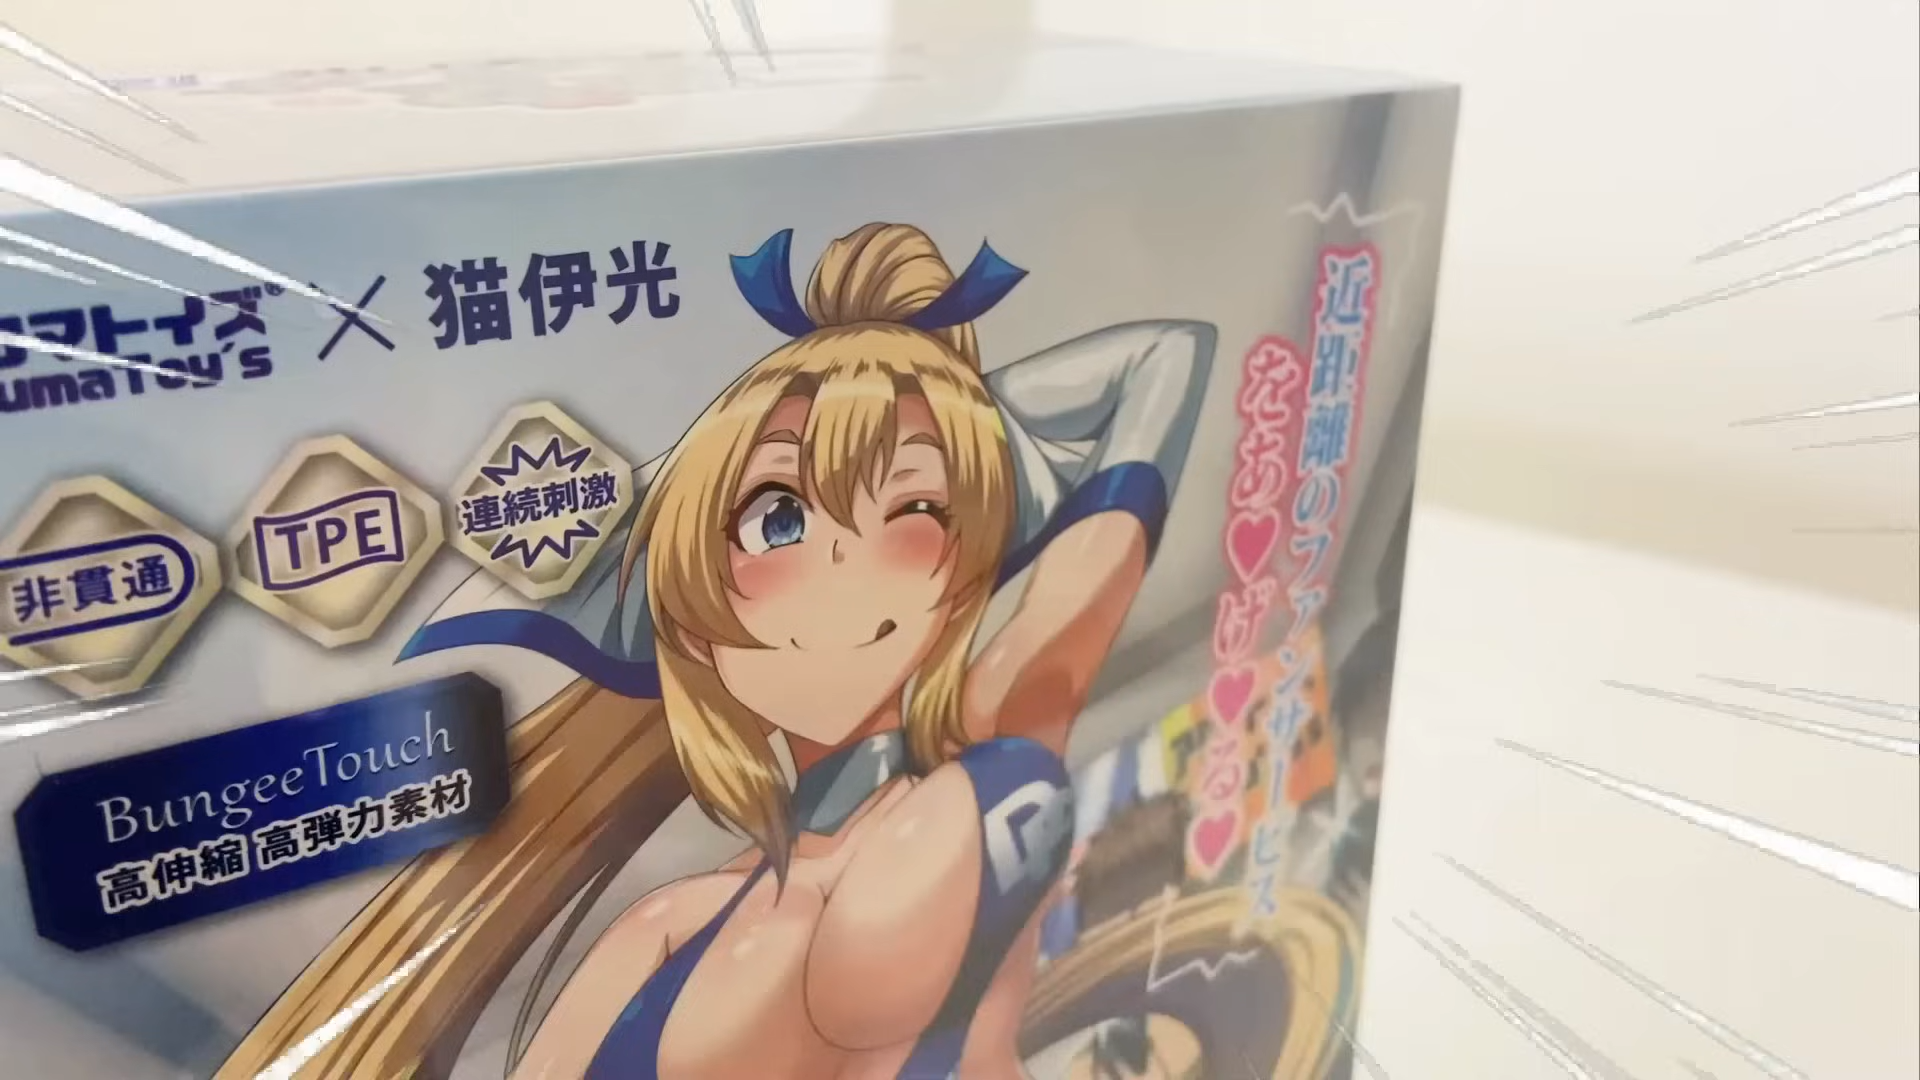 マトイズ®
umaToy's
×
猫伊光
非貫通
TPE
連続刺激
BungeeTouch
高伸縮 高弾力素材
近距離のファンサービス
をあ♥げ♥る♥